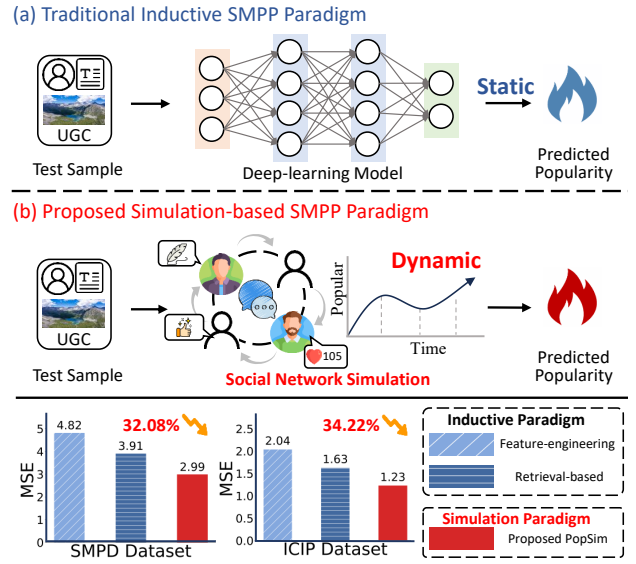 (a) Traditional Inductive SMPP Paradigm
T
UGC
Test Sample
Deep-learning Model
Static
Predicted
Popularity
(b) Proposed Simulation-based SMPP Paradigm
T
UGC
Test Sample
105
Social Network Simulation
Popular
Dynamic
Time
Predicted
Popularity
MSE
5
4
3
2
1
0
4.82
3.91
2.99
32.08%
SMPD Dataset
MSE
2.5
2.0
1.5
1.0
0.5
0.0
2.04
1.63
1.23
34.22%
ICIP Dataset
Inductive Paradigm
Feature-engineering
Retrieval-based
Simulation Paradigm
Proposed PopSim